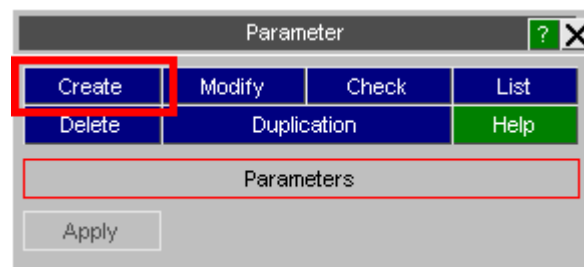 Parameter ? X
Create Modify Check List
Delete Duplication Help
Parameters
Apply